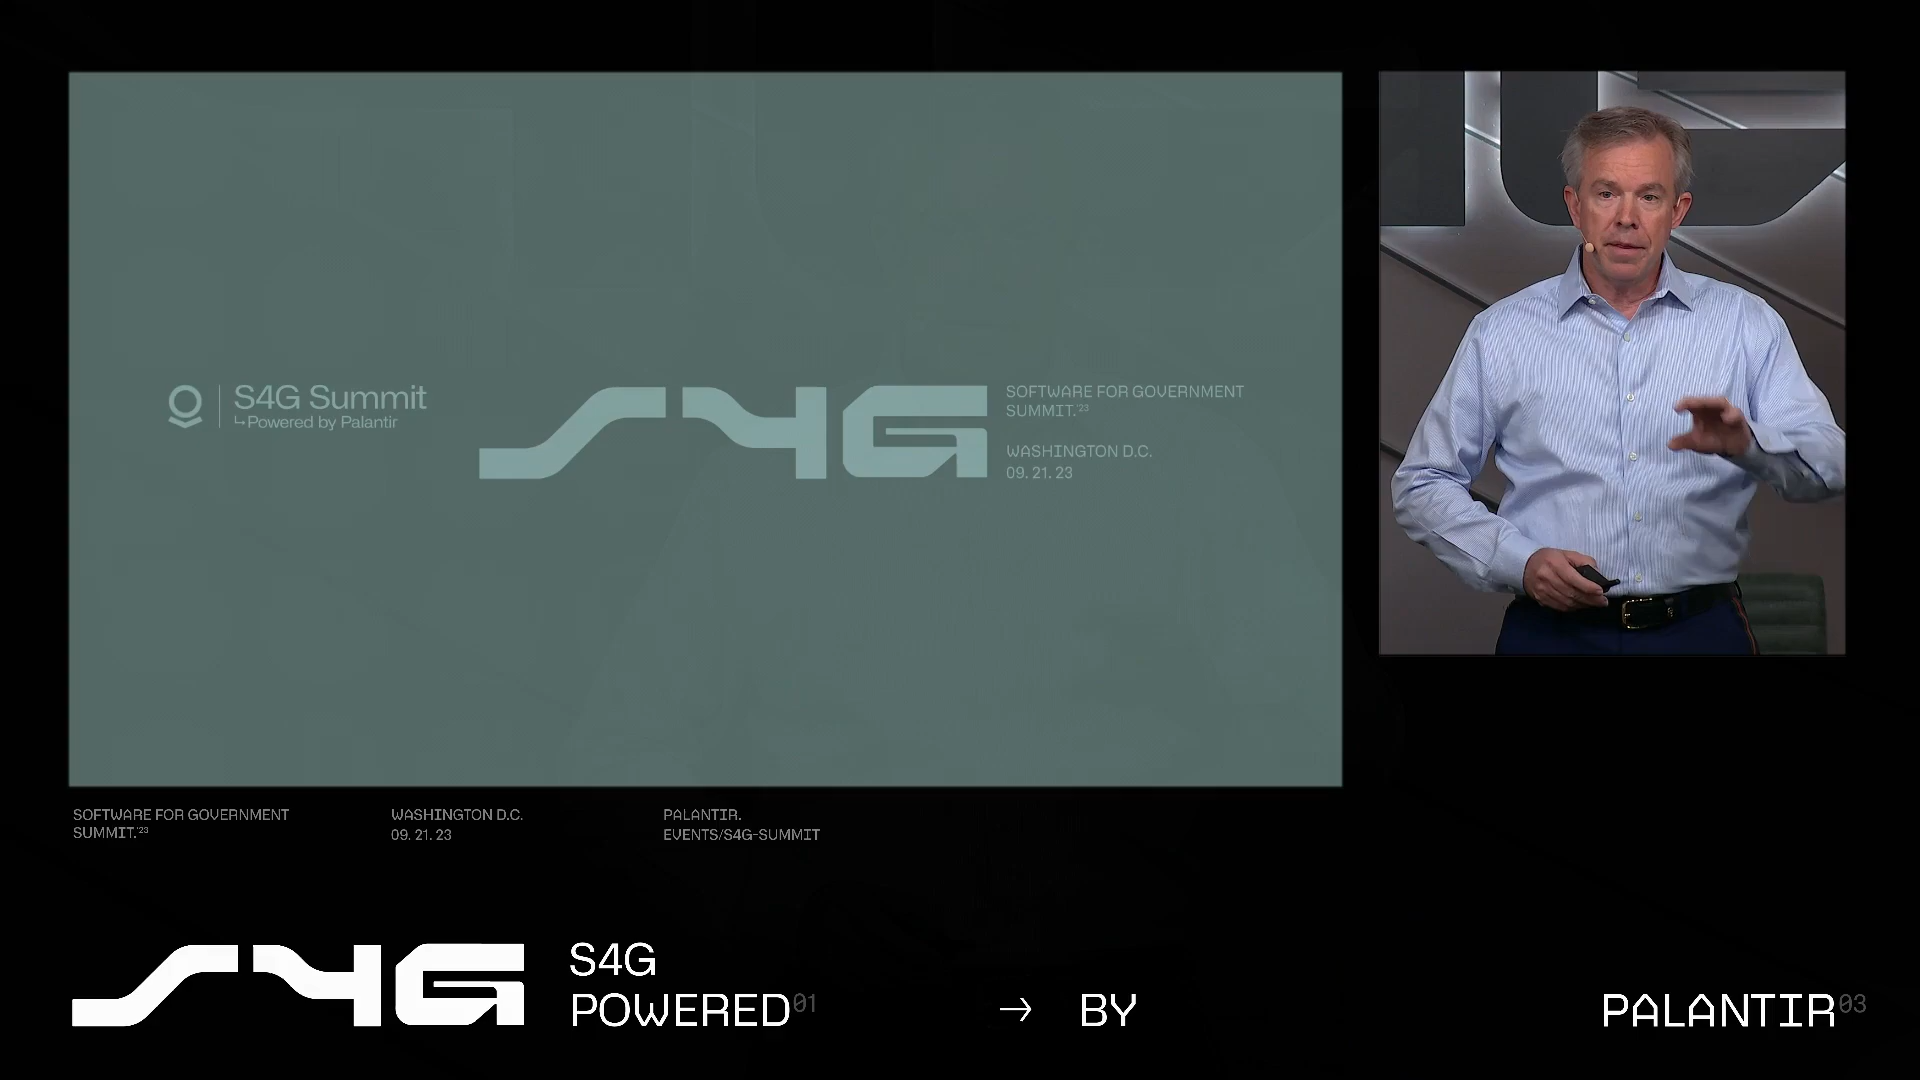 S4G Summit
↳Powered by Palantir
S4G
SOFTWARE FOR GOVERNMENT
SUMMIT.'23
WASHINGTON D.C.
09. 21. 23
SOFTWARE FOR GOVERNMENT
SUMMIT.'23
WASHINGTON D.C.
09. 21. 23
PALANTIR.
EVENTS/S4G-SUMMIT
S4G
S4G
POWERED01 → BY PALANTIR03